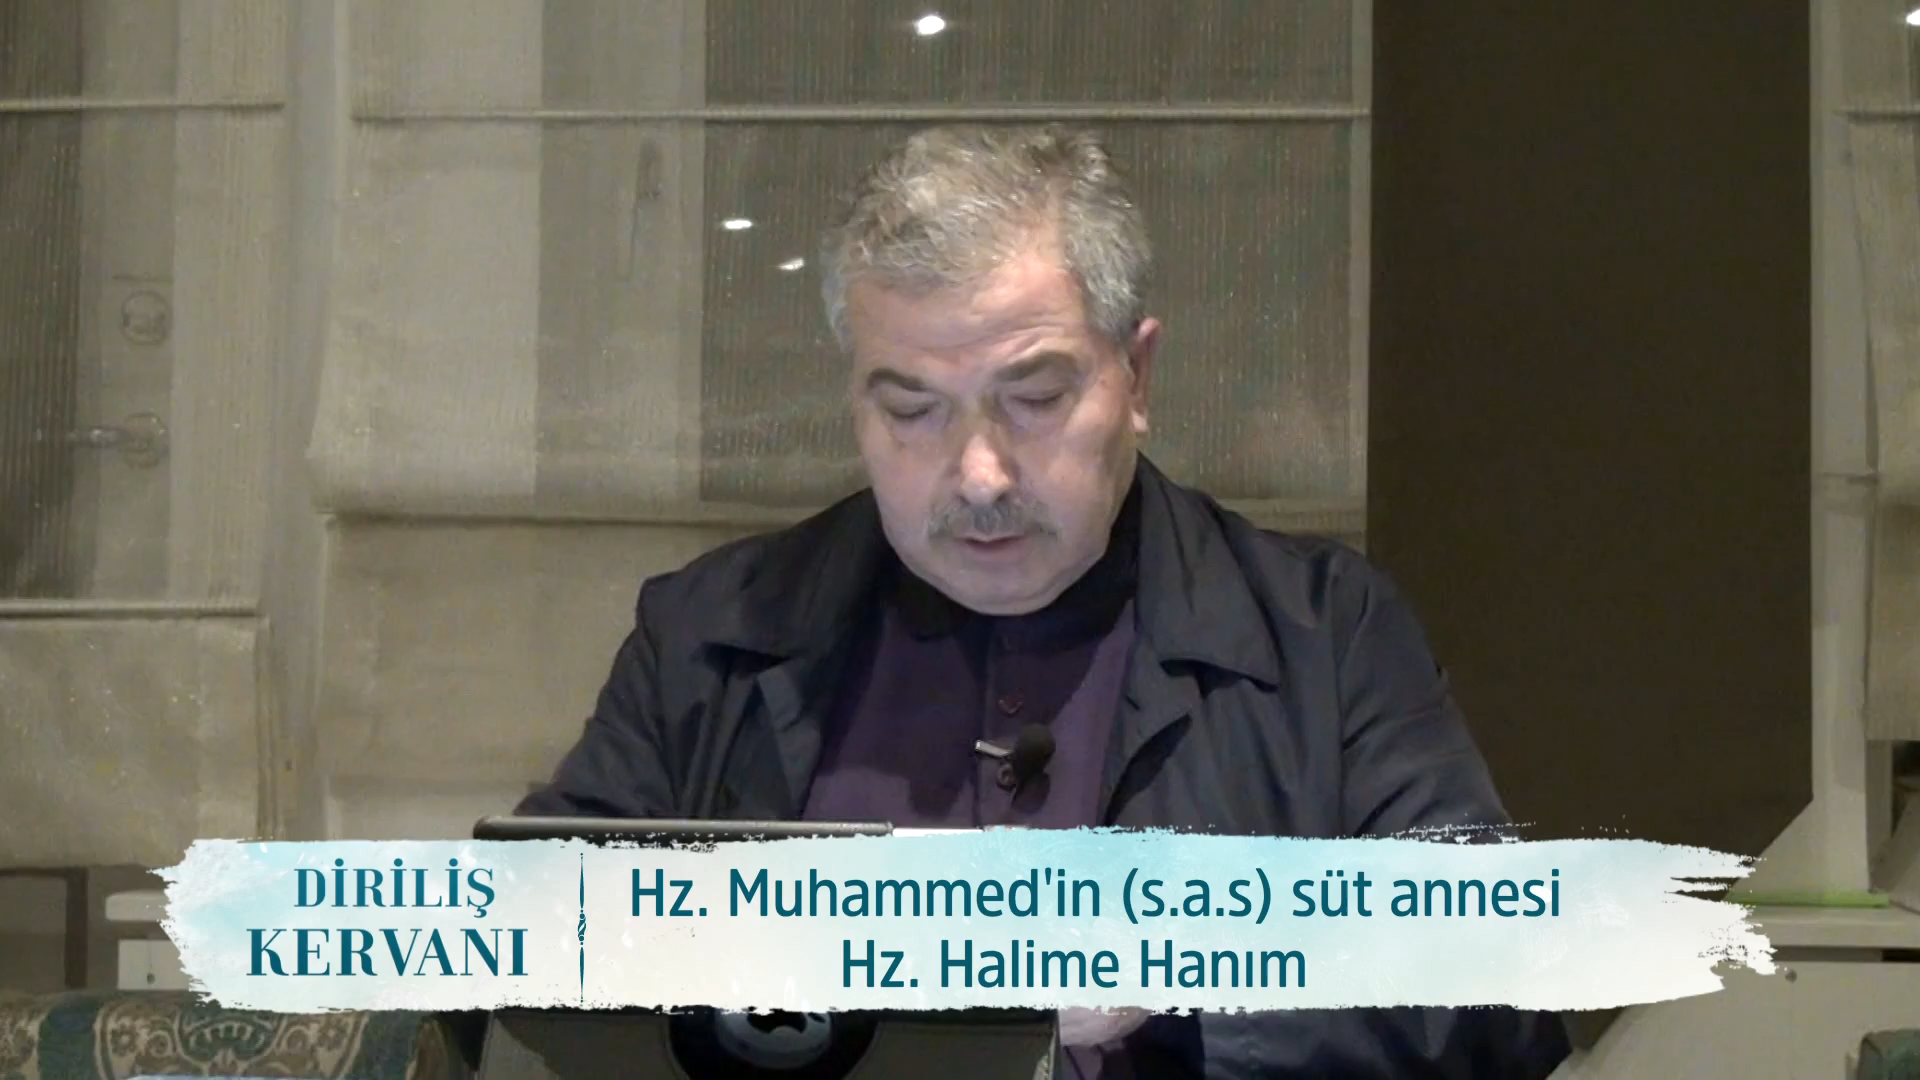 DİRİLİŞ
KERVANI
Hz. Muhammed'in (s.a.s) süt annesi
Hz. Halime Hanım